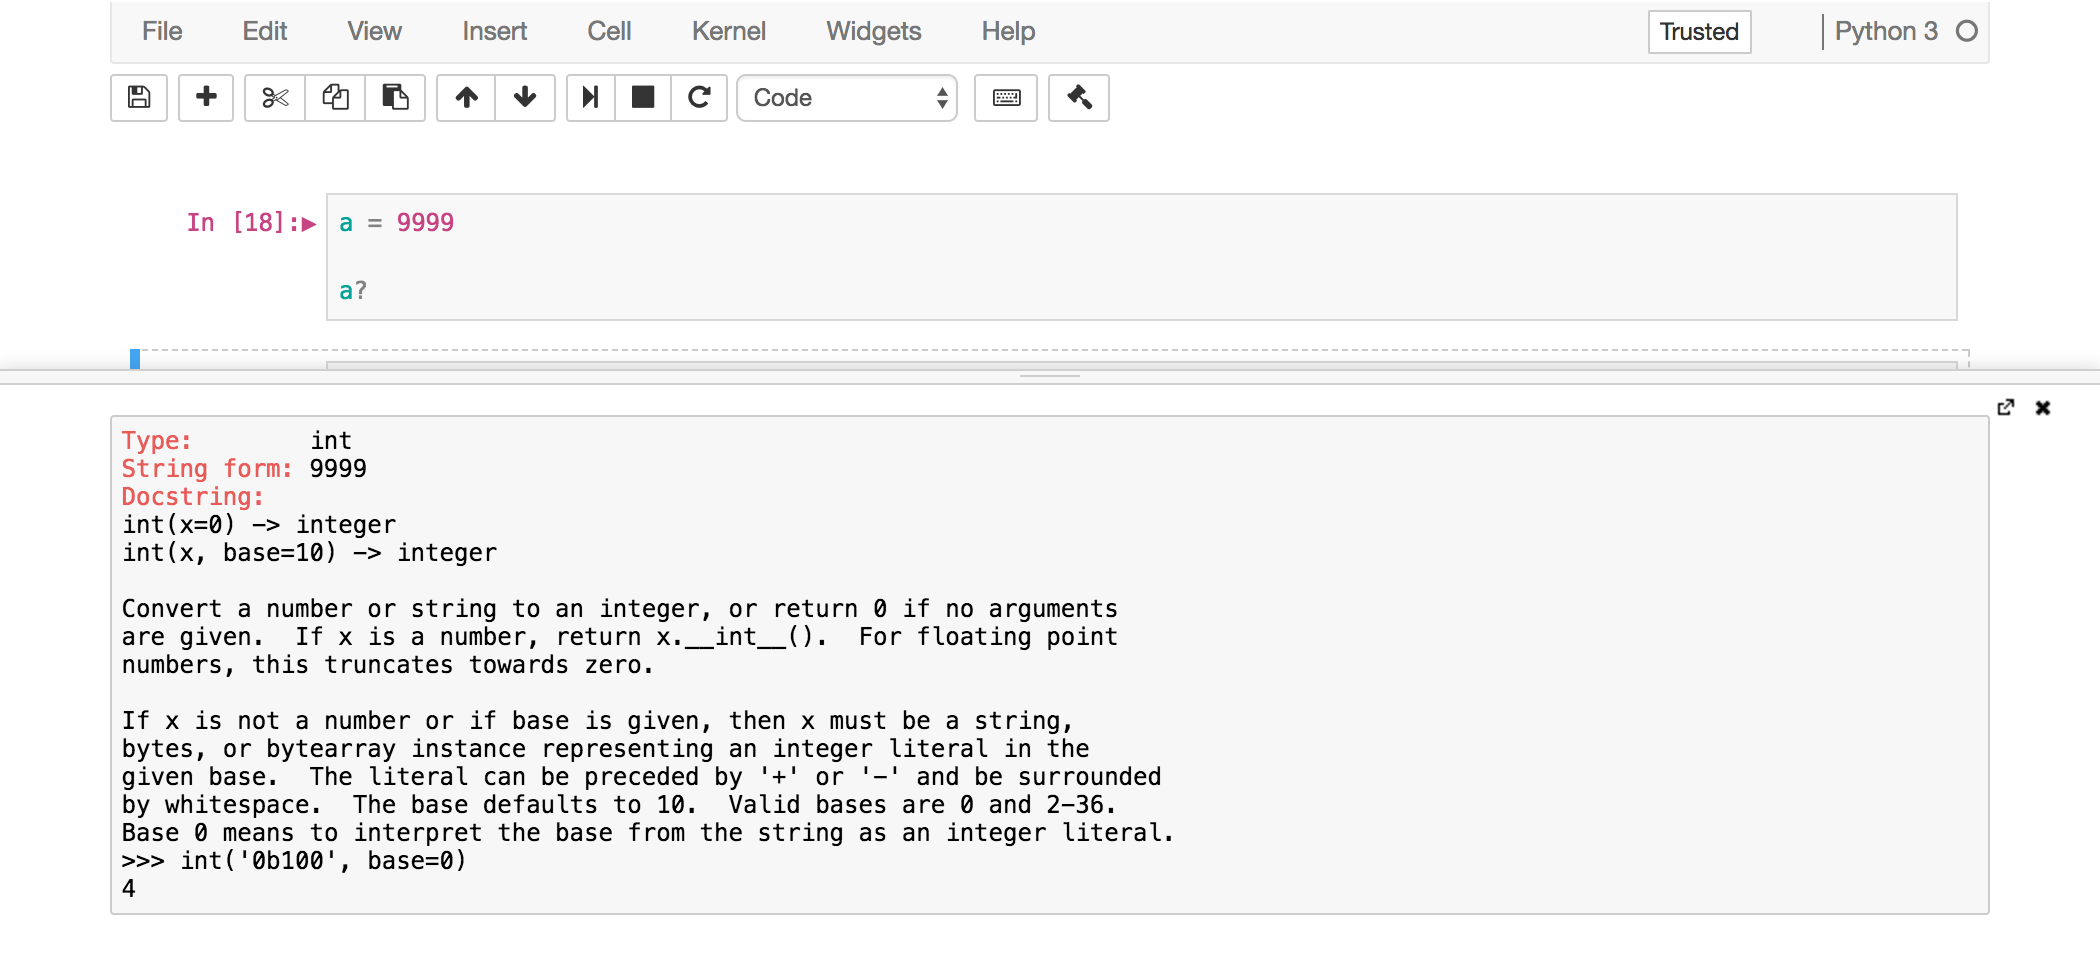 File Edit View Insert Cell Kernel Widgets Help Trusted Python 3
Code
In [18]: a = 9999
a?
Type: int
String form: 9999
Docstring:
int(x=0) -> integer
int(x, base=10) -> integer
Convert a number or string to an integer, or return 0 if no arguments
are given.  If x is a number, return x.__int__().  For floating point
numbers, this truncates towards zero.
If x is not a number or if base is given, then x must be a string,
bytes, or bytearray instance representing an integer literal in the
given base.  The literal can be preceded by '+' or '-' and be surrounded
by whitespace.  The base defaults to 10.  Valid bases are 0 and 2-36.
Base 0 means to interpret the base from the string as an integer literal.
>>> int('0b100', base=0)
4